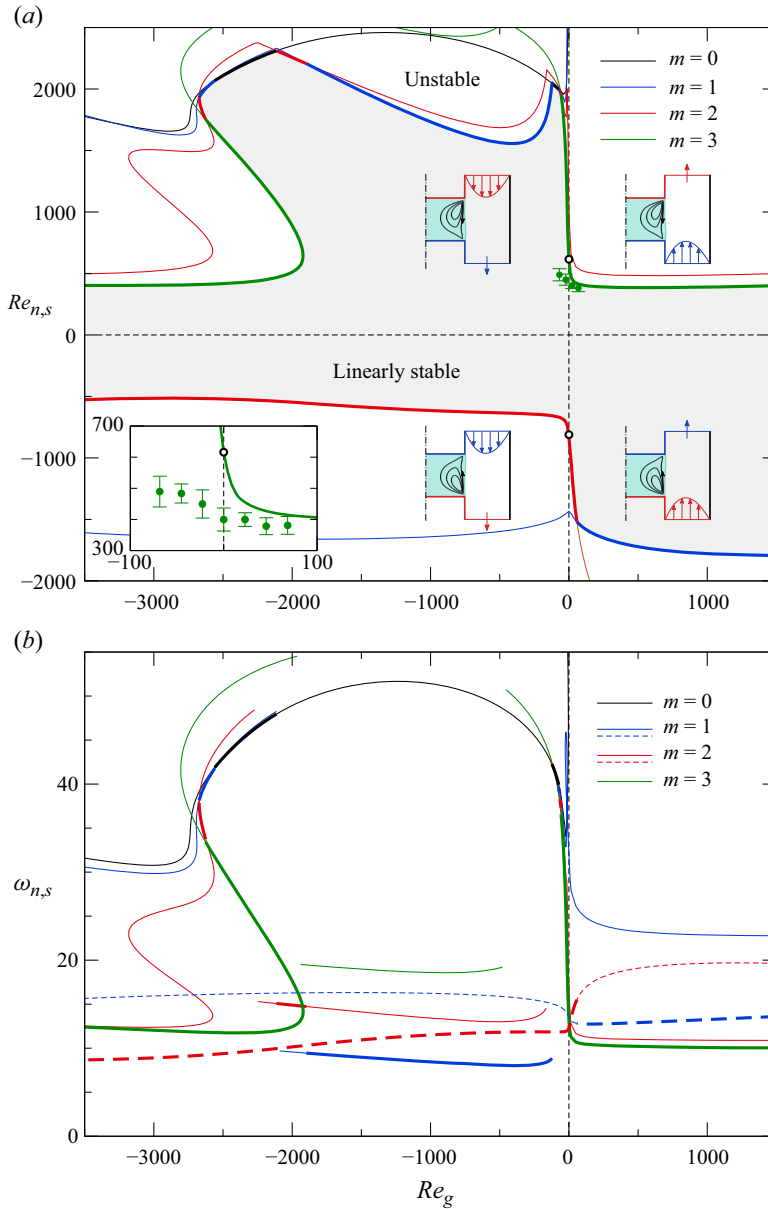 (a)
2000
1000
0
−1000
−2000
Re_{n,s}
Unstable
m = 0
m = 1
m = 2
m = 3
Linearly stable
700
300
−100
100
−3000
−2000
−1000
0
1000
(b)
m = 0
m = 1
m = 2
m = 3
40
20
0
ω_{n,s}
−3000
−2000
−1000
0
1000
Re_g